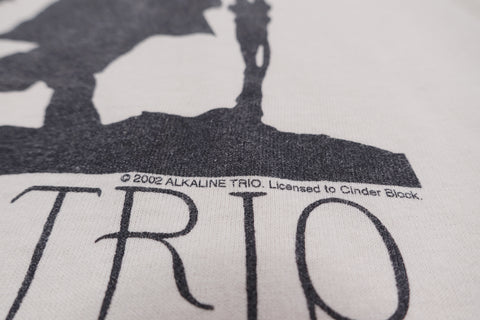 © 2002 ALKALINE TRIO. Licensed to Cinder Block.
TRIO